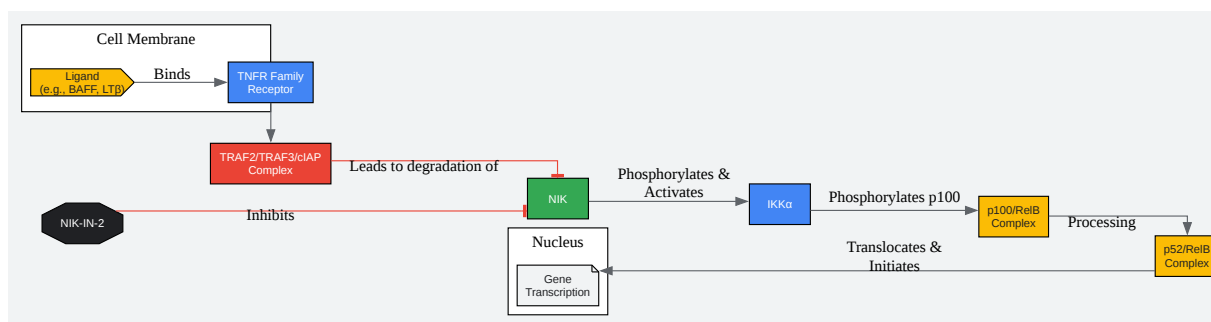 Cell Membrane
Ligand
(e.g., BAFF, LTβ)
Binds
TNFR Family
Receptor
TRAF2/TRAF3/cIAP
Complex
Leads to degradation of
NIK-IN-2
Inhibits
NIK
Phosphorylates &
Activates
IKKα
Phosphorylates p100
p100/RelB
Complex
Processing
p52/RelB
Complex
Translocates &
Initiates
Nucleus
Gene
Transcription